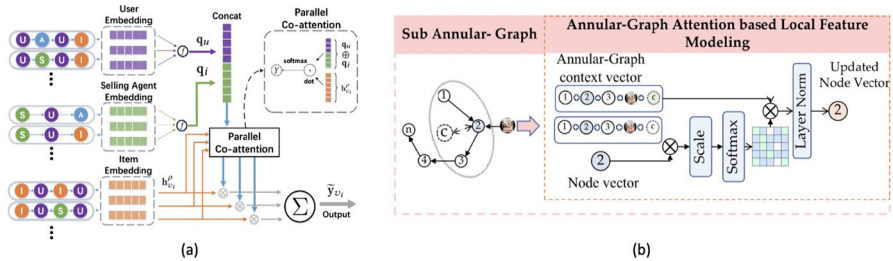 User
Embedding
U A U I
U S U I
Selling Agent
Embedding
S U A
S U I
Item
Embedding
I U I U
I U S U
f
f
q_u
q_i
h^ρ_{v_i}
Concat
Parallel
Co-attention
Parallel
Co-attention
softmax
dot
γ
q_u
⊕
q_i
h^ρ_{v_i}
Σ
ỹ_{v_i}
Output
(a)
Sub Annular- Graph
1
2
3
4
n
c
Annular-Graph Attention based Local Feature
Modeling
Annular-Graph
context vector
1 2 3 c
1 2 3 c
2
Node vector
Scale
Softmax
Layer Norm
Updated
Node Vector
2
(b)